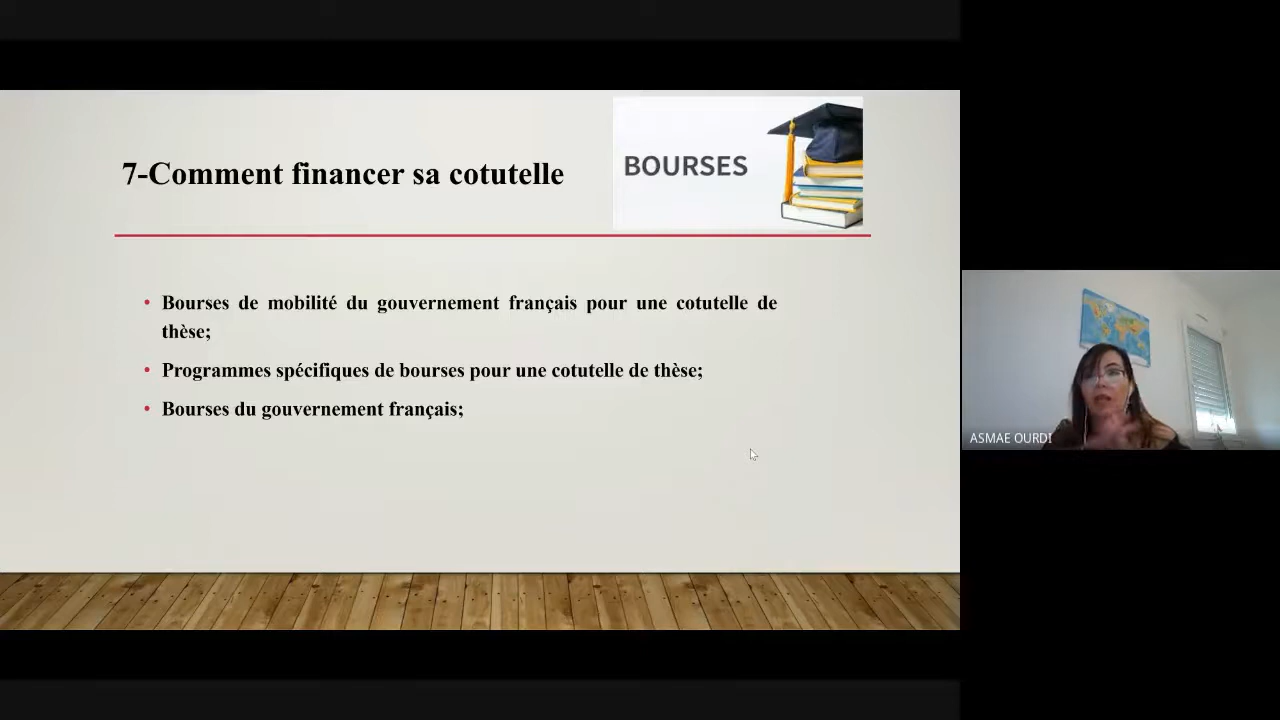 7-Comment financer sa cotutelle
BOURSES
• Bourses de mobilité du gouvernement français pour une cotutelle de
thèse;
• Programmes spécifiques de bourses pour une cotutelle de thèse;
• Bourses du gouvernement français;
ASMAE OURDI